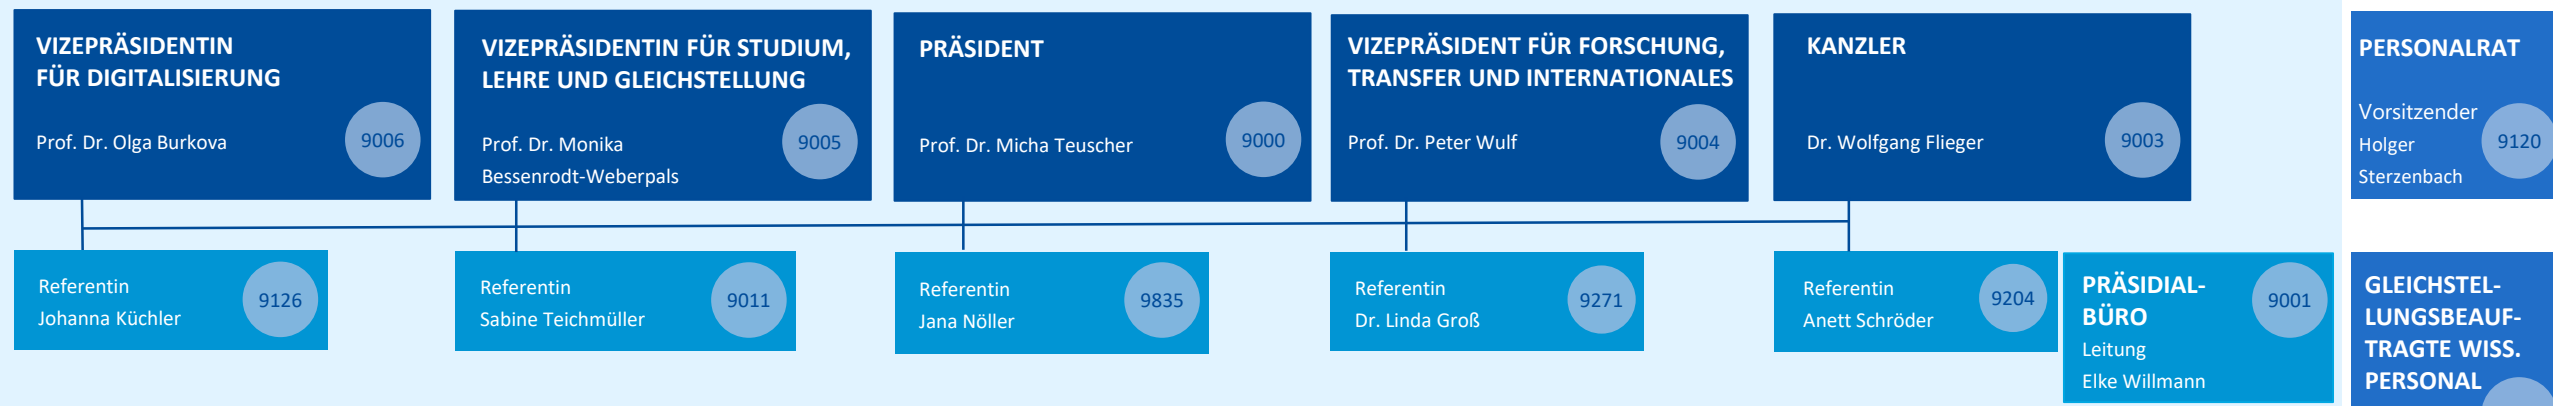 VIZEPRÄSIDENTIN
FÜR DIGITALISIERUNG
Prof. Dr. Olga Burkova
9006
VIZEPRÄSIDENTIN FÜR STUDIUM,
LEHRE UND GLEICHSTELLUNG
Prof. Dr. Monika
Bessenrodt-Weberpals
9005
PRÄSIDENT
Prof. Dr. Micha Teuscher
9000
VIZEPRÄSIDENT FÜR FORSCHUNG,
TRANSFER UND INTERNATIONALES
Prof. Dr. Peter Wulf
9004
KANZLER
Dr. Wolfgang Flieger
9003
PERSONALRAT
Vorsitzender
Holger
Sterzenbach
9120
Referentin
Johanna Küchler
9126
Referentin
Sabine Teichmüller
9011
Referentin
Jana Nöller
9835
Referentin
Dr. Linda Groß
9271
Referentin
Anett Schröder
9204
PRÄSIDIAL-
BÜRO
Leitung
Elke Willmann
9001
GLEICHSTEL-
LUNGSBEAUF-
TRAGTE WISS.
PERSONAL